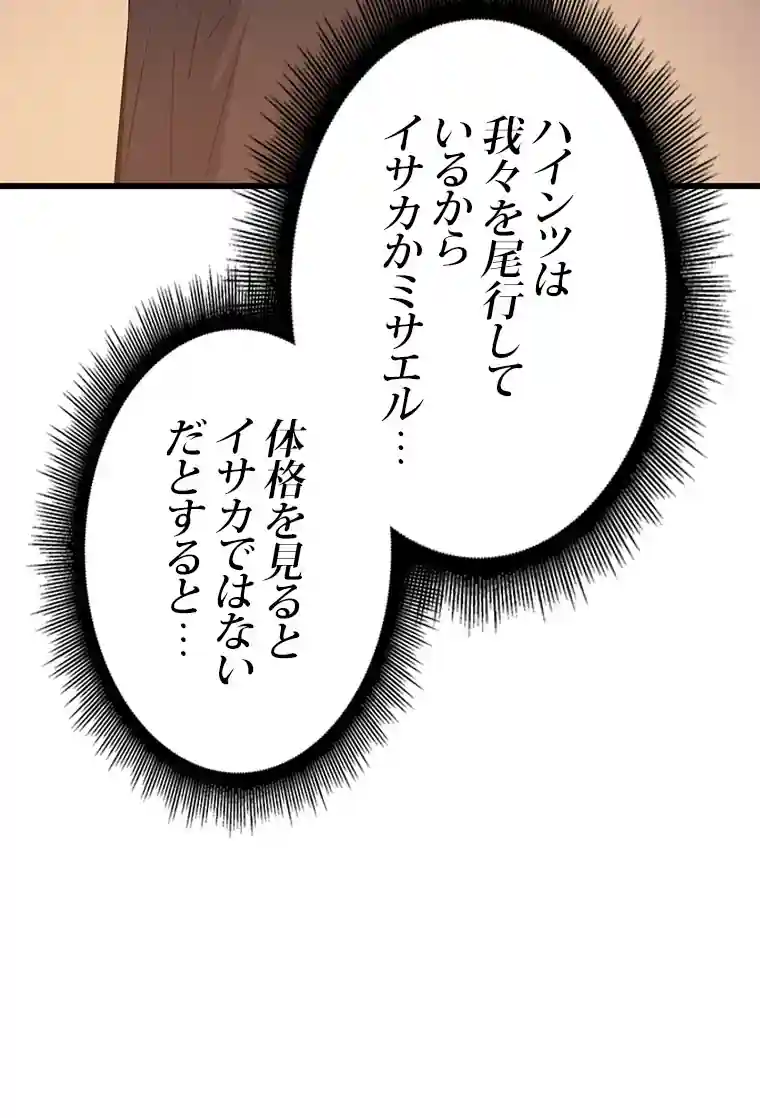 ハインツは
我々を尾行して
いるから
イサカかミサエル…
体格を見ると
イサカではない
だとすると…